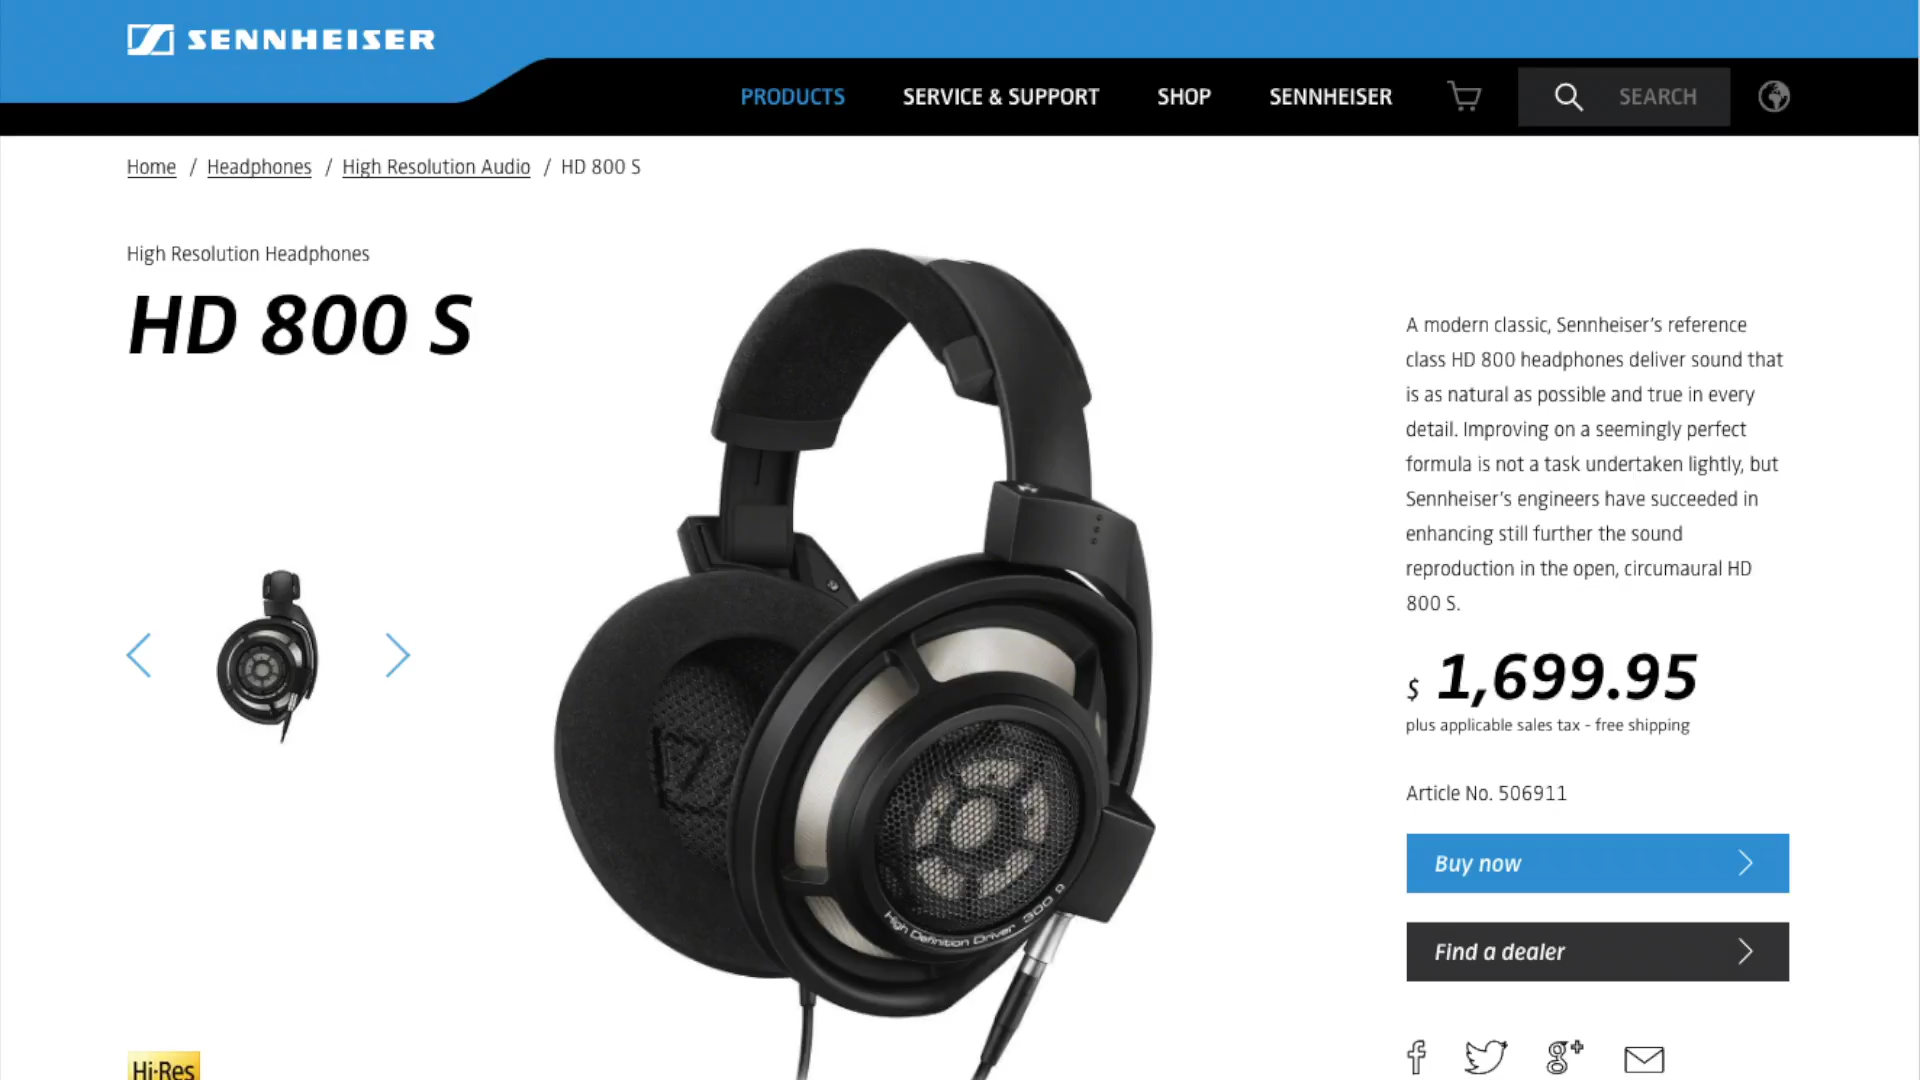 SENNHEISER
PRODUCTS
SERVICE & SUPPORT
SHOP
SENNHEISER
SEARCH
Home / Headphones / High Resolution Audio / HD 800 S
High Resolution Headphones
HD 800 S
A modern classic, Sennheiser's reference
class HD 800 headphones deliver sound that
is as natural as possible and true in every
detail. Improving on a seemingly perfect
formula is not a task undertaken lightly, but
Sennheiser's engineers have succeeded in
enhancing still further the sound
reproduction in the open, circumaural HD
800 S.
$ 1,699.95
plus applicable sales tax - free shipping
Article No. 506911
Buy now
Find a dealer
High Definition Driver 300 Ω
Hi-Res